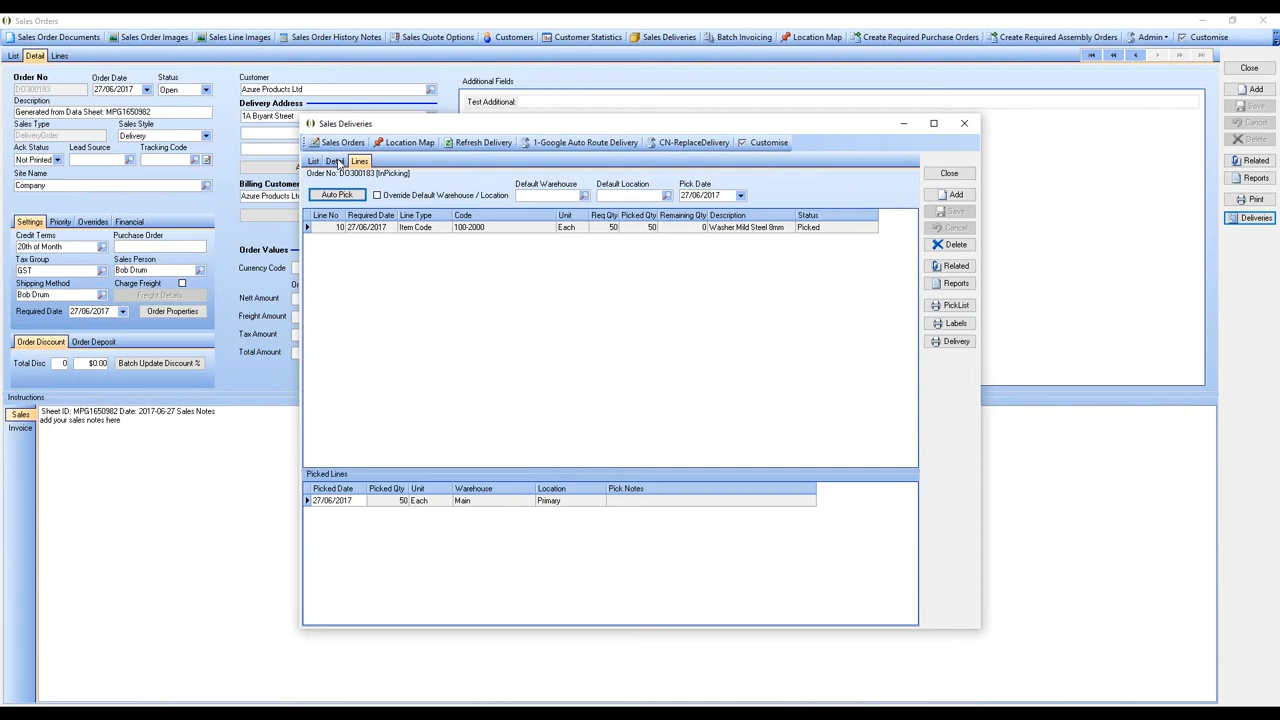 Sales Orders
Sales Order Documents Sales Order Images Sales Line Images Sales Order History Notes Sales Quote Options Customers Customer Statistics Sales Deliveries Batch Invoicing Location Map Create Required Purchase Orders Create Required Assembly Orders Admin Customise
List Detail Lines
Order No Order Date Status
DO300183 27/06/2017 Open
Description
Generated from Data Sheet: MPG1650982
Sales Type Sales Style
DeliveryOrder Delivery
Ack Status Lead Source Tracking Code
Not Printed
Site Name
Company
Settings Priority Overrides Financial
Credit Terms Purchase Order
20th of Month
Tax Group Sales Person
GST Bob Drum
Shipping Method Charge Freight
Bob Drum Freight Details
Required Date 27/06/2017 Order Properties
Order Discount Order Deposit
Total Disc 0 $0.00 Batch Update Discount %
Customer
Azure Products Ltd
Delivery Address
1A Bryant Street
Billing Customer
Azure Products Lt
Order Values
Currency Code
Nett Amount
Freight Amount
Tax Amount
Total Amount
Additional Fields
Test Additional:
Close
Add
Save
Cancel
Delete
Related
Reports
Print
Deliveries
Sales Deliveries
Sales Orders Location Map Refresh Delivery 1-Google Auto Route Delivery CN-ReplaceDelivery Customise
List Detail Lines
Order No: DO300183 [InPicking]
Default Warehouse Default Location Pick Date
Auto Pick Override Default Warehouse / Location 27/06/2017
Line No Required Date Line Type Code Unit Req Qty Picked Qty Remaining Qty Description Status
10 27/06/2017 Item Code 100-2000 Each 50 50 0 Washer Mild Steel 8mm Picked
Close
Add
Save
Cancel
Delete
Related
Reports
PickList
Labels
Delivery
Picked Lines
Picked Date Picked Qty Unit Warehouse Location Pick Notes
27/06/2017 50 Each Main Primary
Instructions
Sales
Invoice
Sheet ID: MPG1650982 Date: 2017-06-27 Sales Notes
add your sales notes here